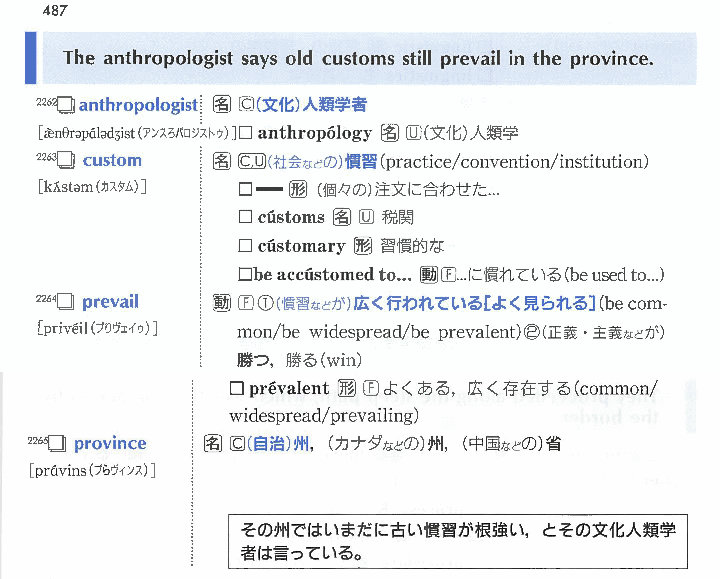 487
The anthropologist says old customs still prevail in the province.
2262 anthropologist 名 C(文化)人類学者
[æ̀nθrəpάlədʒist(アンスろパロジストゥ)]□ anthropólogy 名 U(文化)人類学
2263 custom 名 C,U(社会などの)慣習(practice/convention/institution)
[kʌ́stəm(カスタム)] □ ━ 形 (個々の)注文に合わせた…
□ cústoms 名 U 税関
□ cústomary 形 習慣的な
□be accústomed to... 動 F...に慣れている(be used to...)
2264 prevail 動 F T(慣習などが)広く行われている[よく見られる](be com-
[privéil(プりヴェイゥ)] mon/be widespread/be prevalent)②(正義・主義などが)
勝つ, 勝る(win)
□ prévalent 形 Fよくある, 広く存在する(common/
widespread/prevailing)
2265 province 名 C(自治)州, (カナダなどの)州, (中国などの)省
[prάvins(プらヴィンス)]
その州ではいまだに古い慣習が根強い, とその文化人類学
者は言っている。